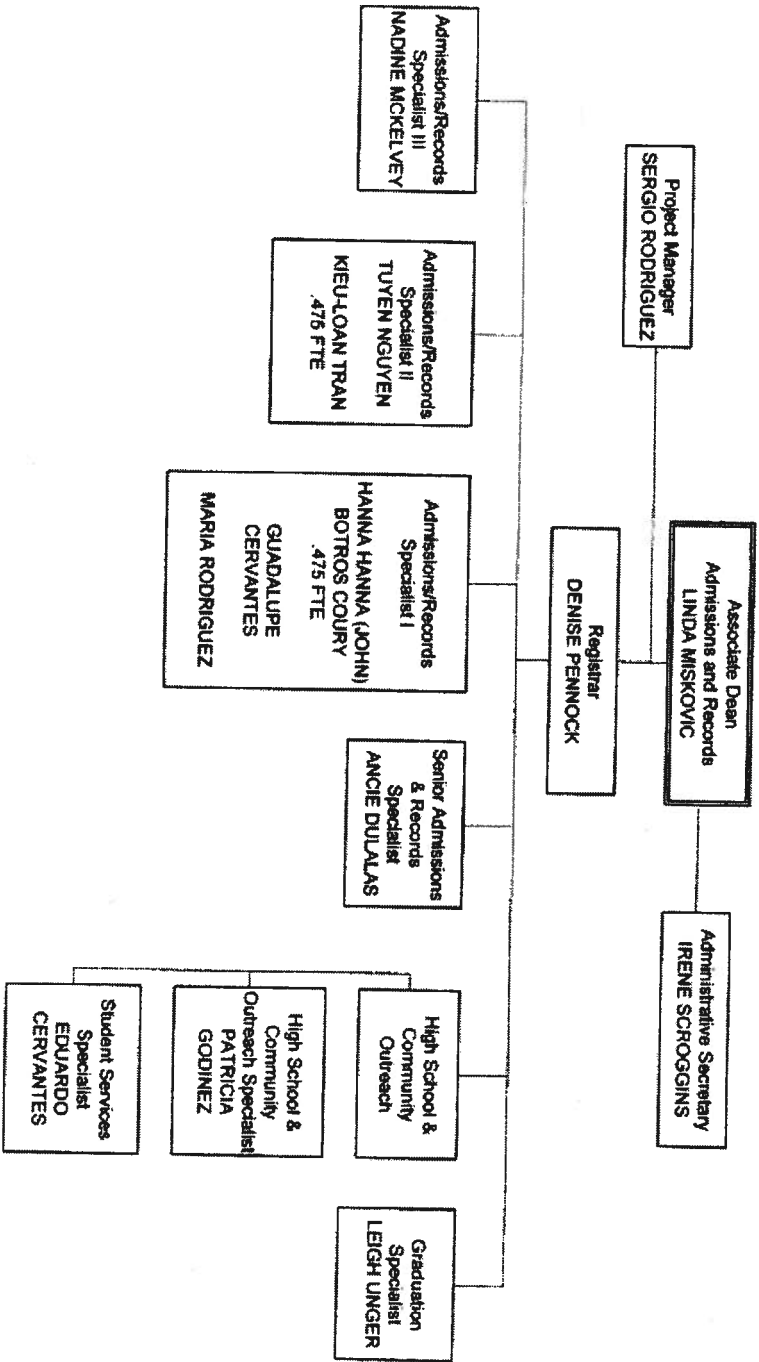 Associate Dean
Admissions and Records
LINDA MISKOVIC
Administrative Secretary
IRENE SCROGGINS
Project Manager
SERGIO RODRIGUEZ
Registrar
DENISE PENNOCK
Admissions/Records
Specialist III
NADINE MCKELVEY
Admissions/Records
Specialist II
TUYEN NGUYEN
KIEU-LOAN TRAN
.475 FTE
Admissions/Records
Specialist I
HANNA HANNA (JOHN)
BOTROS COURY
.475 FTE
GUADALUPE
CERVANTES
MARIA RODRIGUEZ
Senior Admissions
& Records
Specialist
ANCIE DULALAS
High School &
Community
Outreach
High School &
Community
Outreach Specialist
PATRICIA
GODINEZ
Student Services
Specialist
EDUARDO
CERVANTES
Graduation
Specialist
LEIGH UNGER